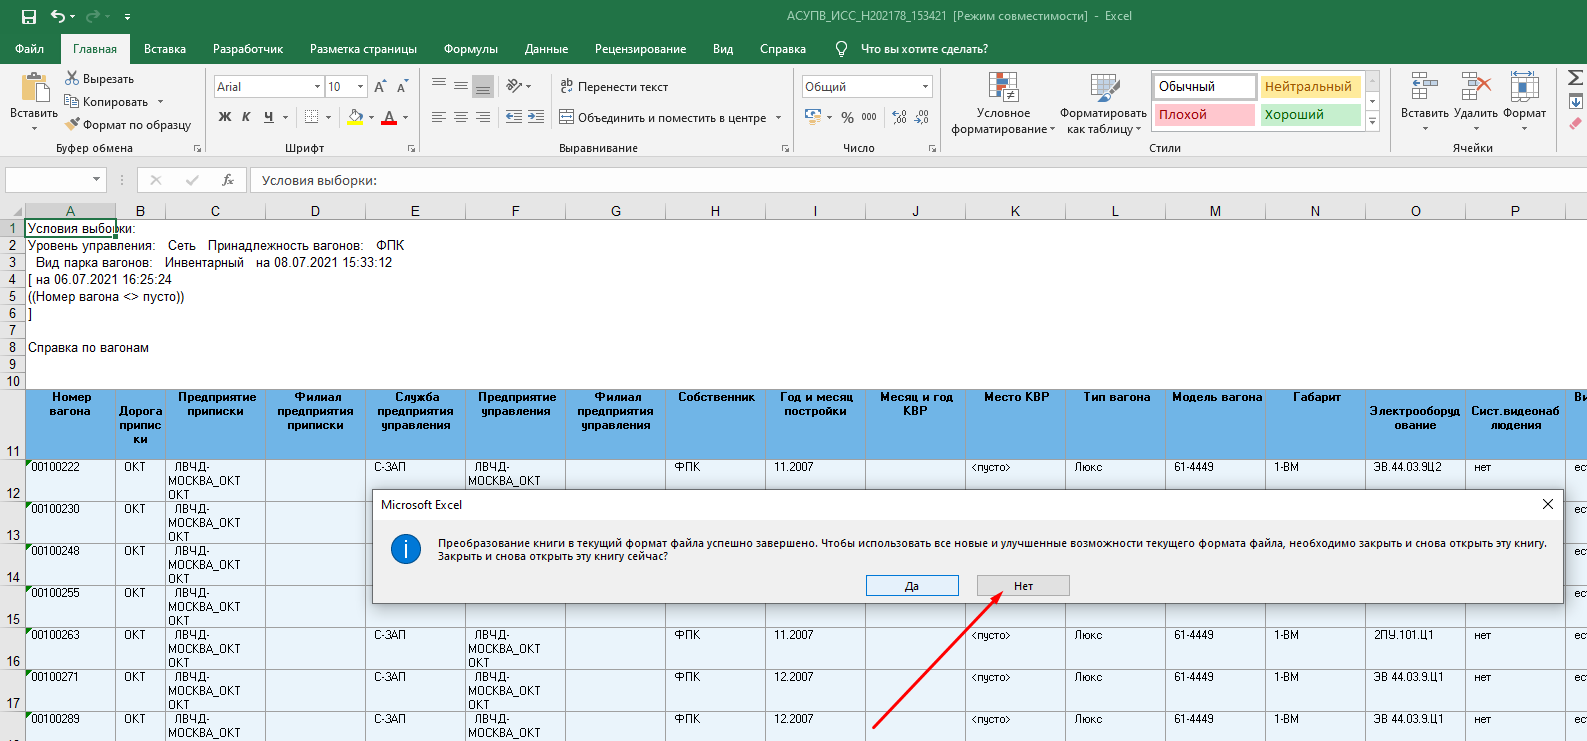 АСУПВ_ИСС_Н202178_153421 [Режим совместимости] - Excel
Файл Главная Вставка Разработчик Разметка страницы Формулы Данные Рецензирование Вид Справка Что вы хотите сделать?
Вставить
Вырезать
Копировать
Формат по образцу
Буфер обмена
Arial 10
Ж К Ч
Шрифт
Перенести текст
Объединить и поместить в центре
Выравнивание
Общий
% 000
Число
Условное форматирование
Форматировать как таблицу
Обычный Нейтральный
Плохой Хороший
Стили
Вставить Удалить Формат
Ячейки
fx Условия выборки:
A B C D E F G H I J K L M N O P
1 Условия выборки:
2 Уровень управления: Сеть Принадлежность вагонов: ФПК
3 Вид парка вагонов: Инвентарный на 08.07.2021 15:33:12
4 [ на 06.07.2021 16:25:24
5 ((Номер вагона <> пусто))
6 ]
7
8 Справка по вагонам
9
10
11 Номер вагона Дорога приписки Предприятие приписки Филиал предприятия приписки Служба предприятия управления Предприятие управления Филиал предприятия управления Собственник Год и месяц постройки Месяц и год КВР Место КВР Тип вагона Модель вагона Габарит Электрооборудование Сист.видеонаблюдения Ви
12 00100222 ОКТ ЛВЧД-МОСКВА_ОКТ ОКТ С-ЗАП ЛВЧД-МОСКВА_ОКТ ФПК 11.2007 <пусто> Люкс 61-4449 1-ВМ ЭВ.44.03.9Ц2 нет ес
13 00100230 ОКТ ЛВЧД-МОСКВА_ОКТ ОКТ ес
14 00100248 ОКТ ЛВЧД-МОСКВА_ОКТ ОКТ ес
15 00100255 ОКТ ЛВЧД-МОСКВА_ОКТ ОКТ ес
Microsoft Excel
Преобразование книги в текущий формат файла успешно завершено. Чтобы использовать все новые и улучшенные возможности текущего формата файла, необходимо закрыть и снова открыть эту книгу.
Закрыть и снова открыть эту книгу сейчас?
Да Нет
16 00100263 ОКТ ЛВЧД-МОСКВА_ОКТ ОКТ С-ЗАП ЛВЧД-МОСКВА_ОКТ ОКТ ФПК 11.2007 <пусто> Люкс 61-4449 1-ВМ 2ПУ.101.Ц1 нет ес
17 00100271 ОКТ ЛВЧД-МОСКВА_ОКТ ОКТ С-ЗАП ЛВЧД-МОСКВА_ОКТ ОКТ ФПК 12.2007 <пусто> Люкс 61-4449 1-ВМ ЭВ 44.03.9.Ц1 нет ес
00100289 ОКТ ЛВЧД-МОСКВА_ОКТ С-ЗАП ЛВЧД-МОСКВА_ОКТ ФПК 12.2007 <пусто> Люкс 61-4449 1-ВМ ЭВ 44.03.9.Ц1 нет ес